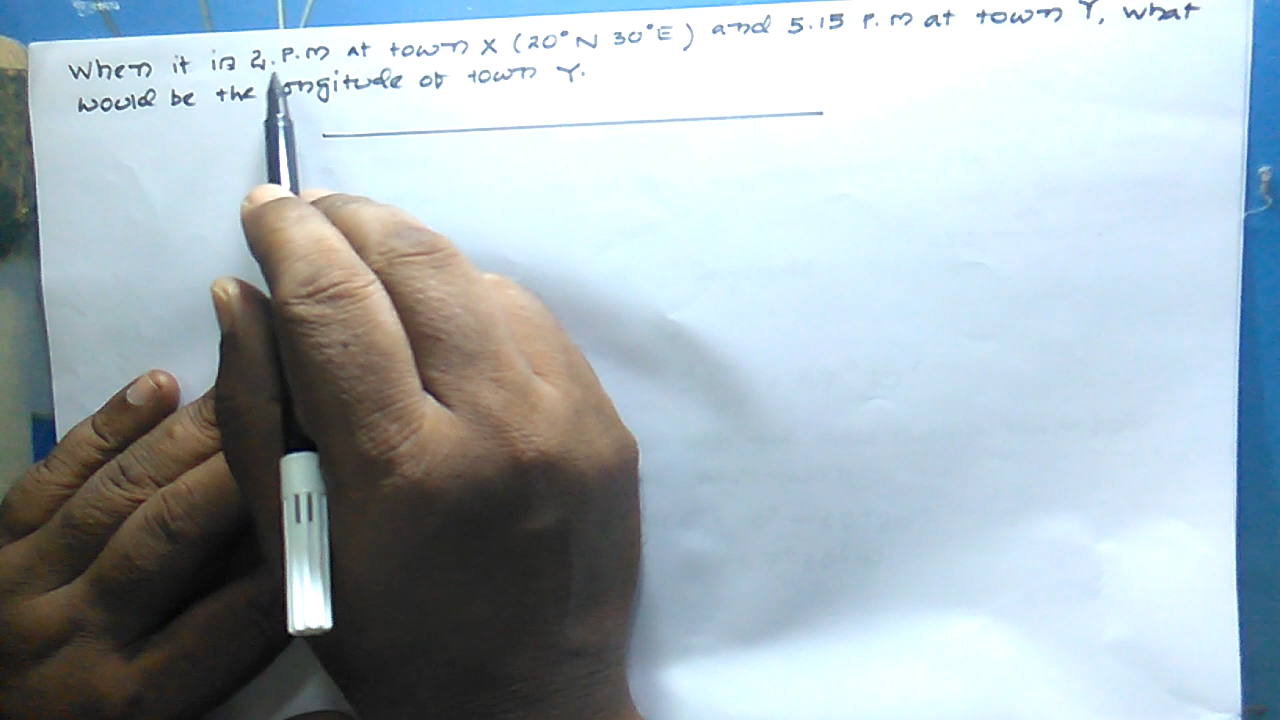 When it is 2.P.M at town X (20°N 30°E) and 5.15 P.M at town Y, what
would be the longitude of town Y.